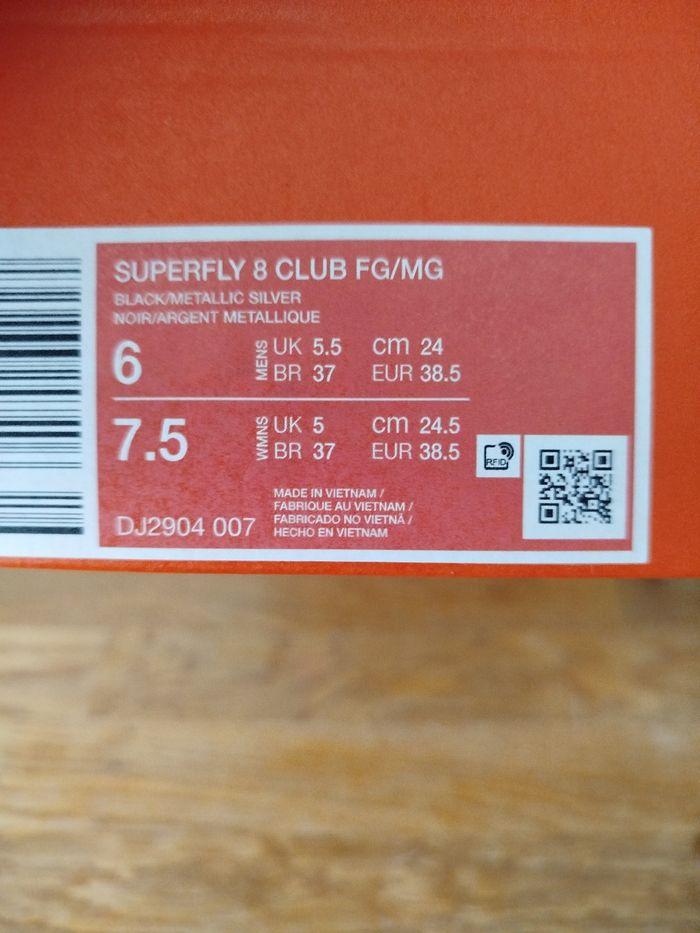 SUPERFLY 8 CLUB FG/MG
BLACK/METALLIC SILVER
NOIR/ARGENT METALLIQUE
6 MENS UK 5.5 cm 24
BR 37 EUR 38.5
7.5 WMNS UK 5 cm 24.5
BR 37 EUR 38.5
RFID
MADE IN VIETNAM /
FABRIQUE AU VIETNAM /
FABRICADO NO VIETNÃ /
HECHO EN VIETNAM
DJ2904 007